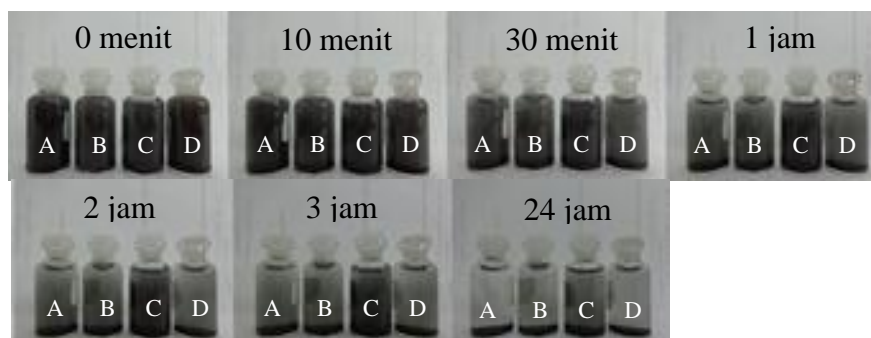 0 menit
10 menit
30 menit
1 jam
A B C D
A B C D
A B C D
A B C D
2 jam
3 jam
24 jam
A B C D
A B C D
A B C D